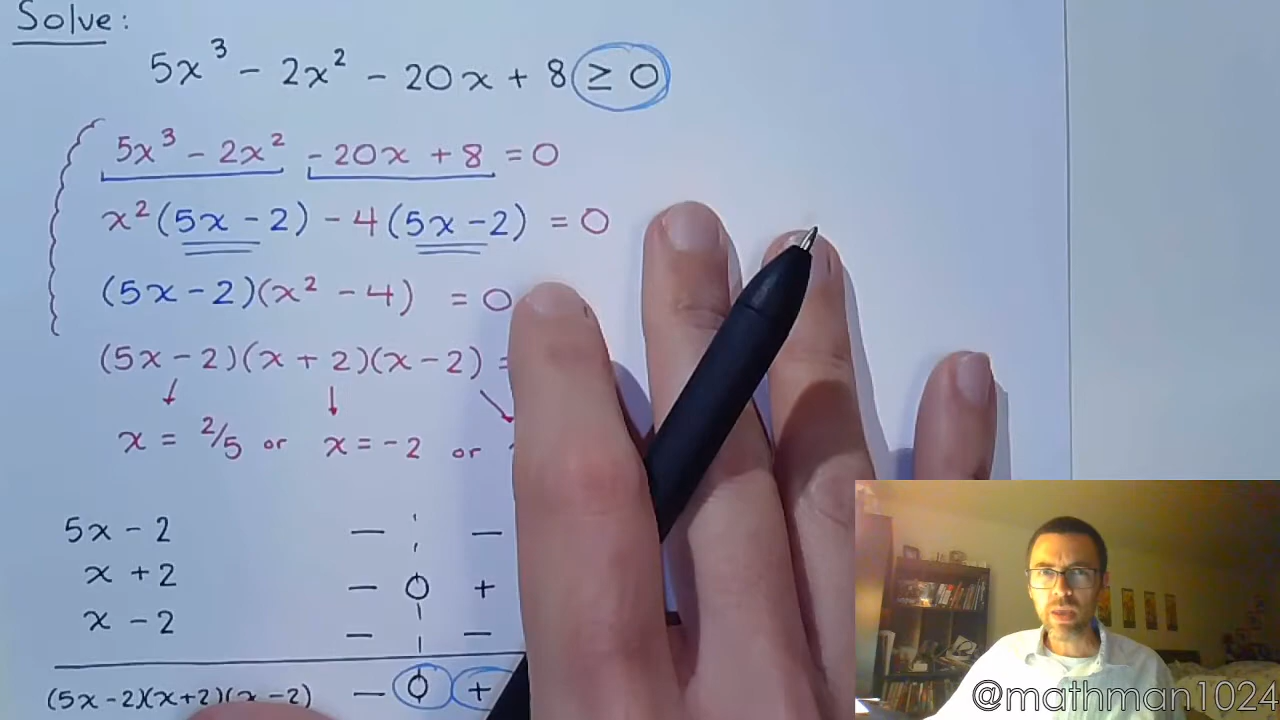 Solve:
5x³ - 2x² - 20x + 8 ≥ 0
5x³ - 2x² - 20x + 8 = 0
x²(5x - 2) - 4(5x - 2) = 0
(5x - 2)(x² - 4) = 0
(5x - 2)(x + 2)(x - 2) =
x = 2/5 or x = -2 or
5x - 2 — —
x + 2 — 0 +
x - 2 — —
(5x-2)(x+2)(x-2) — 0 +
@mathman1024